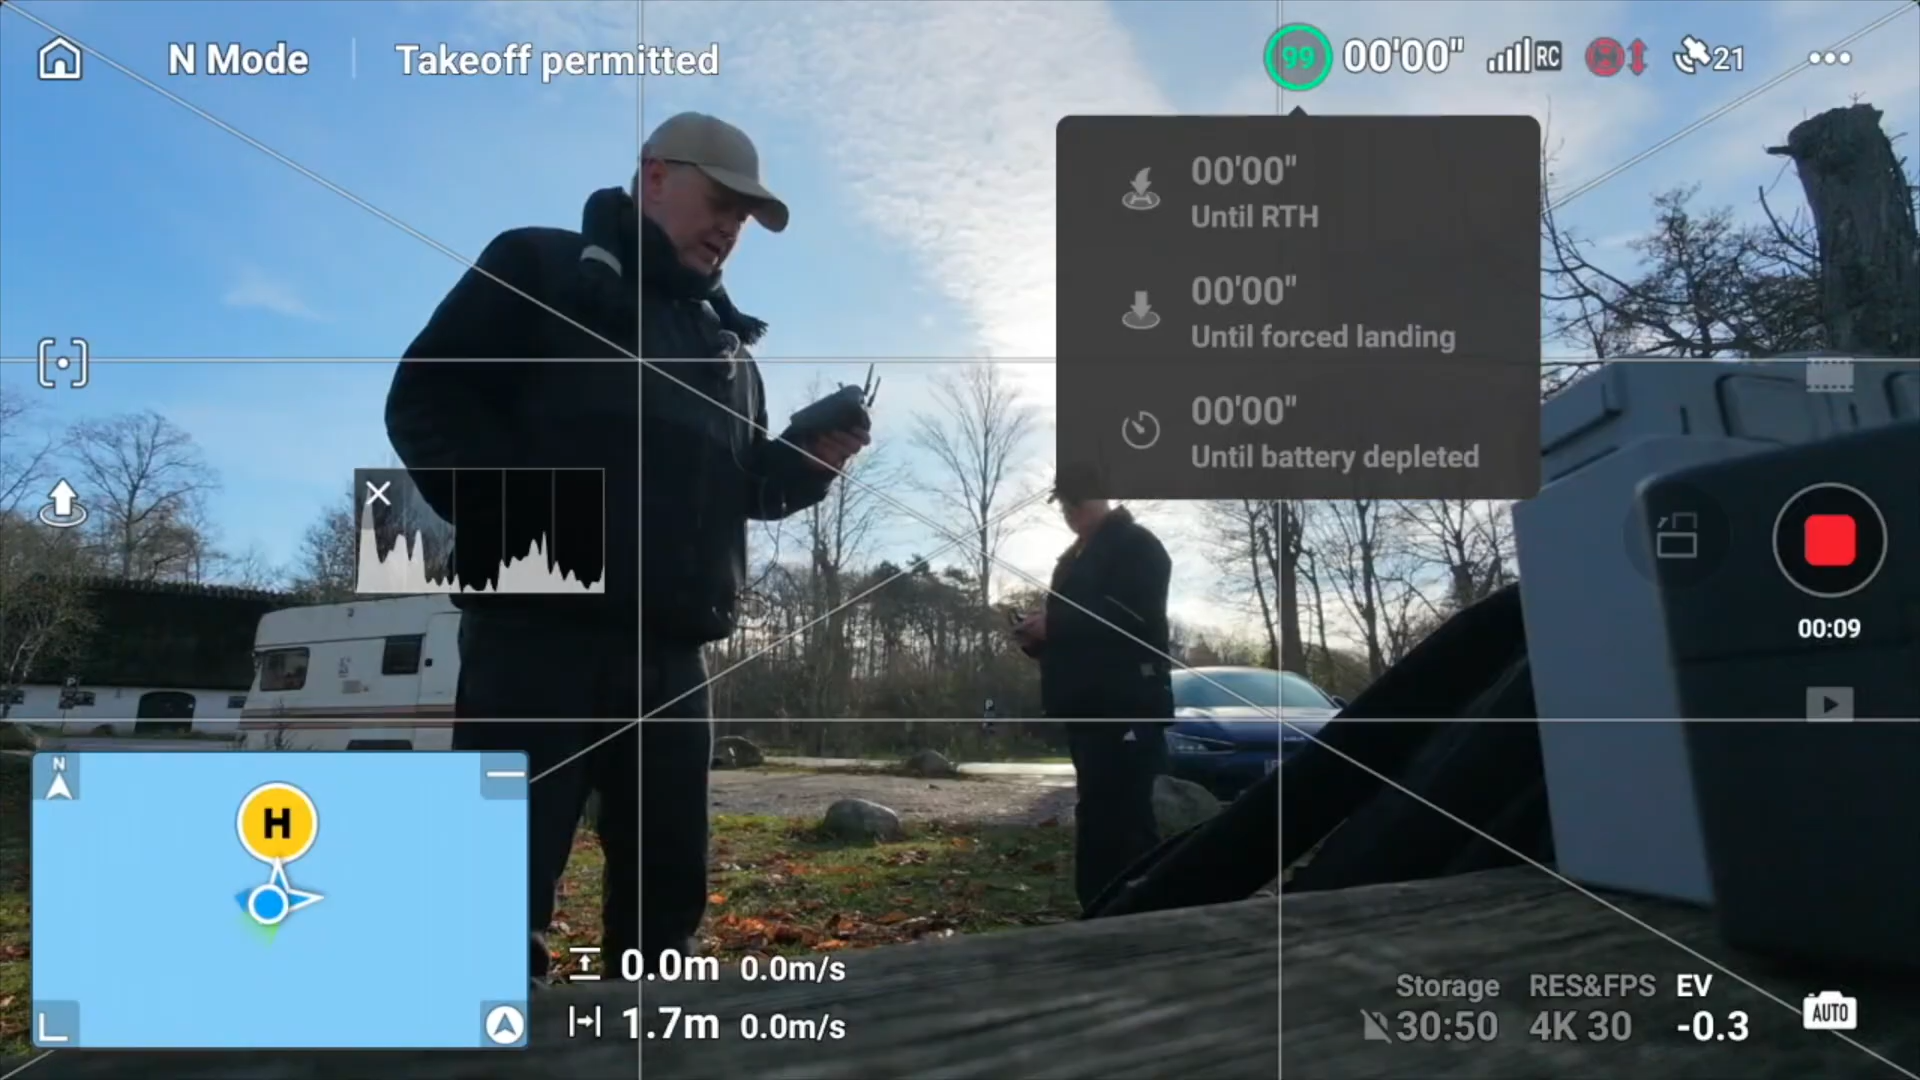 N Mode
Takeoff permitted
99
00'00"
RC
21
00'00"
Until RTH
00'00"
Until forced landing
00'00"
Until battery depleted
00:09
N
H
0.0m 0.0m/s
1.7m 0.0m/s
Storage RES&FPS EV
30:50 4K 30 -0.3
AUTO
P
P